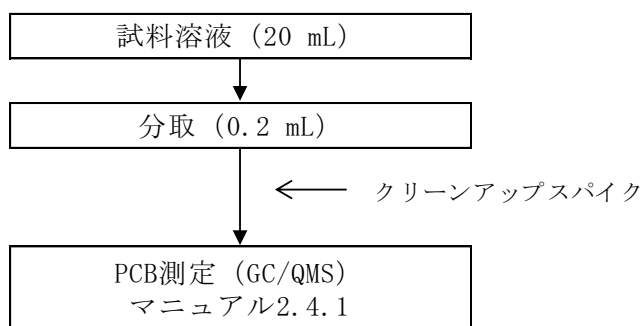 試料溶液 (20 mL)
分取 (0.2 mL)
クリーンアップスパイク
PCB測定 (GC/QMS)
マニュアル2.4.1